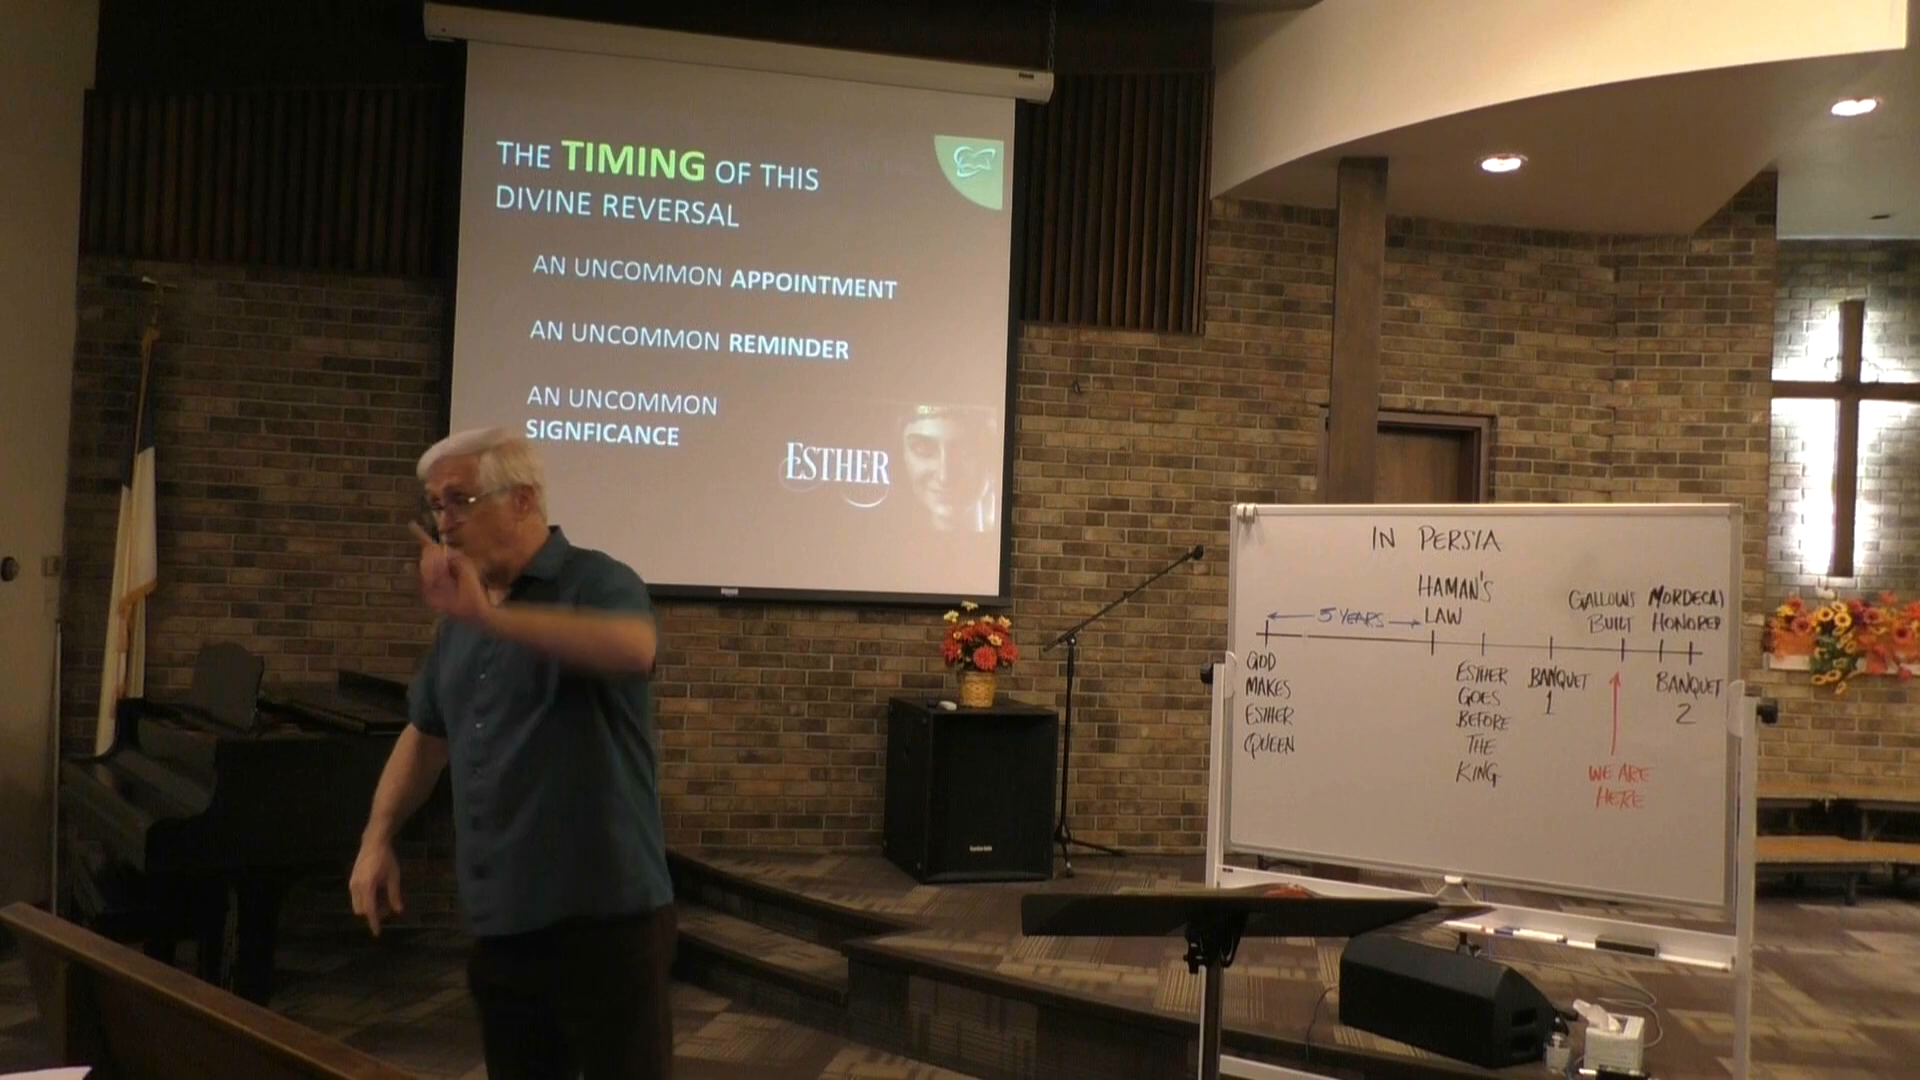 THE TIMING OF THIS
DIVINE REVERSAL
AN UNCOMMON APPOINTMENT
AN UNCOMMON REMINDER
AN UNCOMMON
SIGNFICANCE
ESTHER
IN PERSIA
HAMAN'S
LAW
5 YEARS
GALLOWS
BUILT
MORDECAI
HONORED
GOD
MAKES
ESTHER
QUEEN
ESTHER
GOES
BEFORE
THE
KING
BANQUET
1
WE ARE
HERE
BANQUET
2